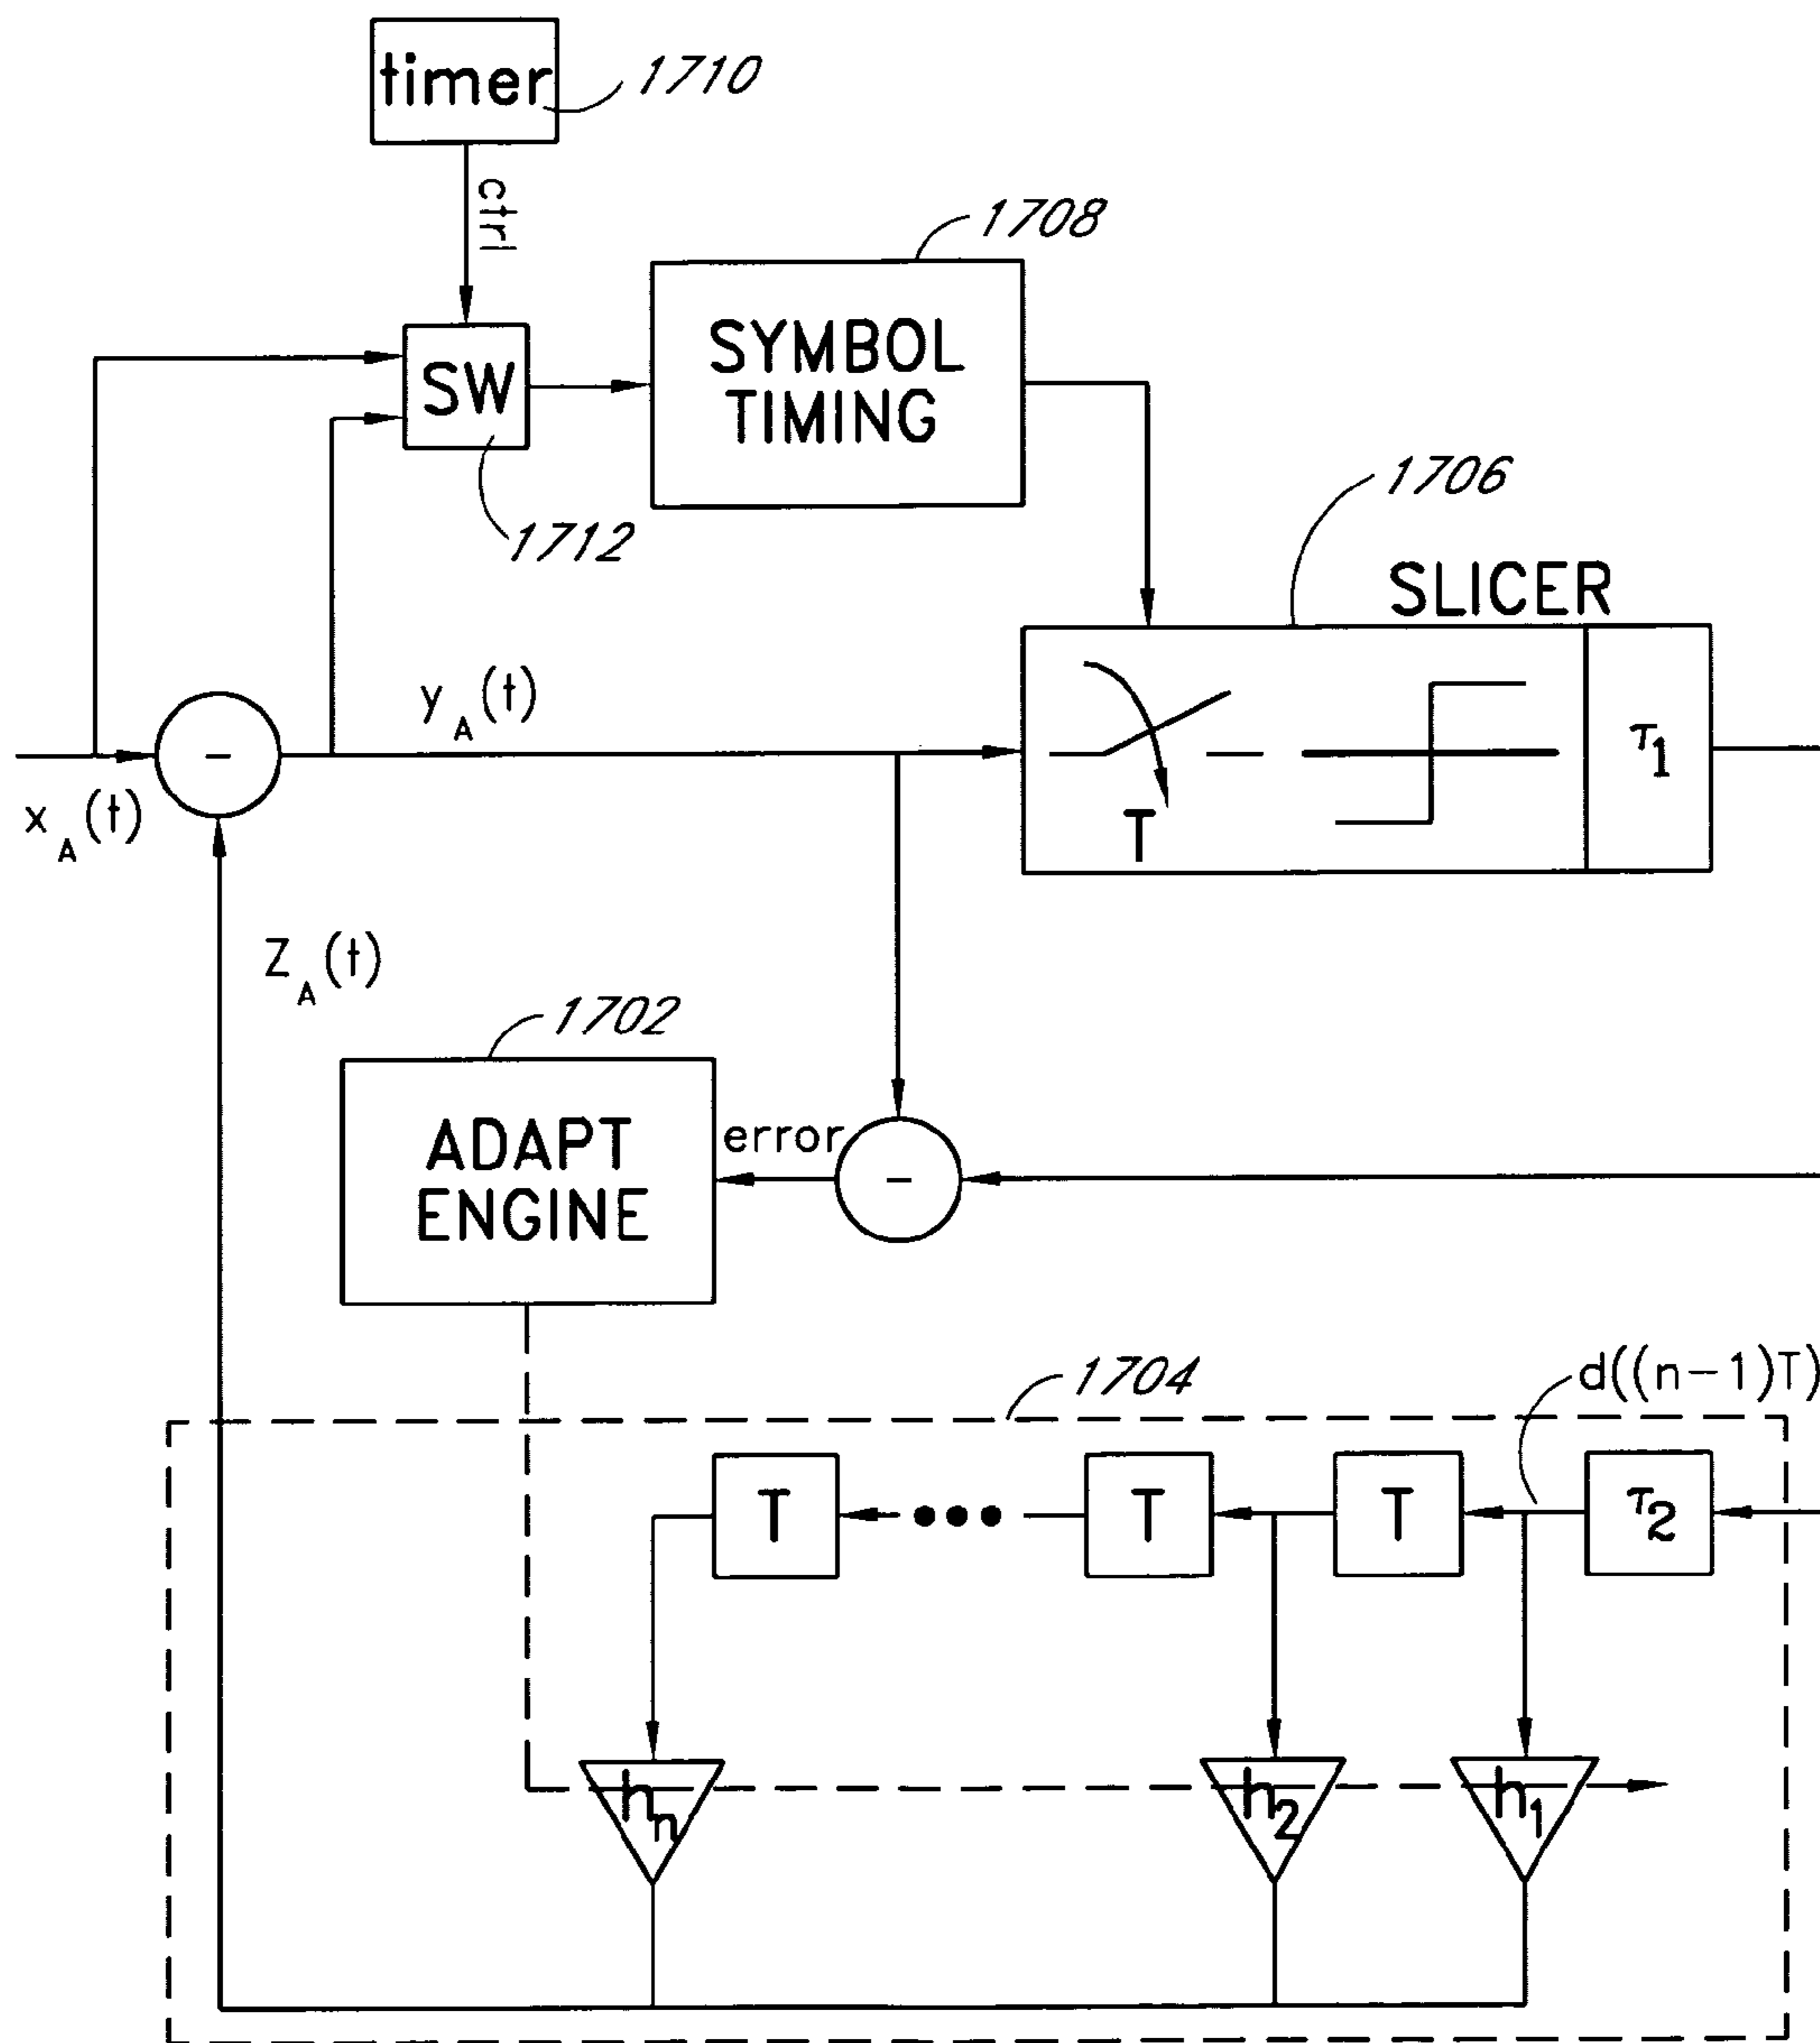 timer
1710
ctrl
1708
SYMBOL
TIMING
SW
1712
1706
SLICER
y_A(t)
x_A(t)
-
T
τ1
Z_A(t)
1702
ADAPT
ENGINE
error
-
1704
d((n-1)T)
T
•••
T
T
τ2
h_n
h_2
h_1